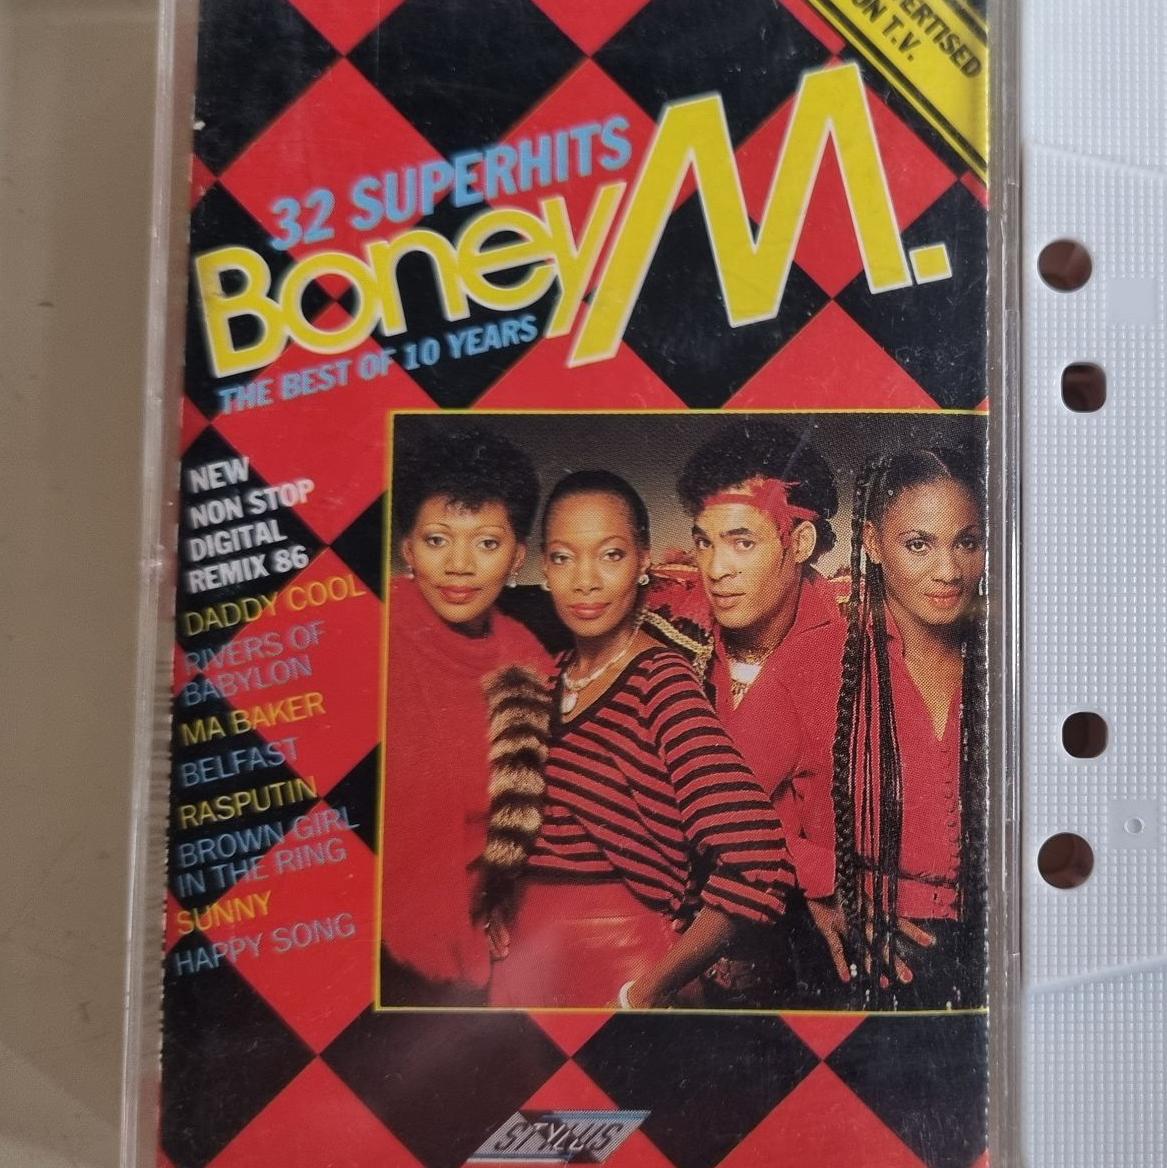 ERTISED
ON T.V.
32 SUPERHITS
Boney M.
THE BEST OF 10 YEARS
NEW
NON STOP
DIGITAL
REMIX 86
DADDY COOL
RIVERS OF
BABYLON
MA BAKER
BELFAST
RASPUTIN
BROWN GIRL
IN THE RING
SUNNY
HAPPY SONG
STYLUS